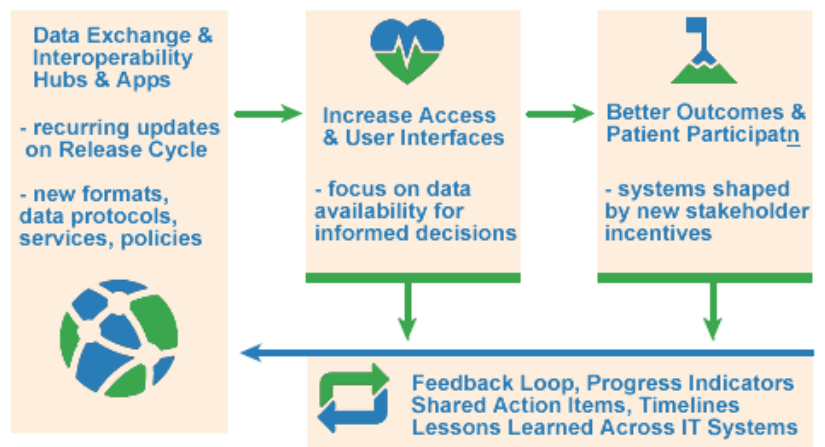 Data Exchange &
Interoperability
Hubs & Apps
- recurring updates
on Release Cycle
- new formats,
data protocols,
services, policies
Increase Access
& User Interfaces
- focus on data
availability for
informed decisions
Better Outcomes &
Patient Participatn
- systems shaped
by new stakeholder
incentives
Feedback Loop, Progress Indicators
Shared Action Items, Timelines
Lessons Learned Across IT Systems